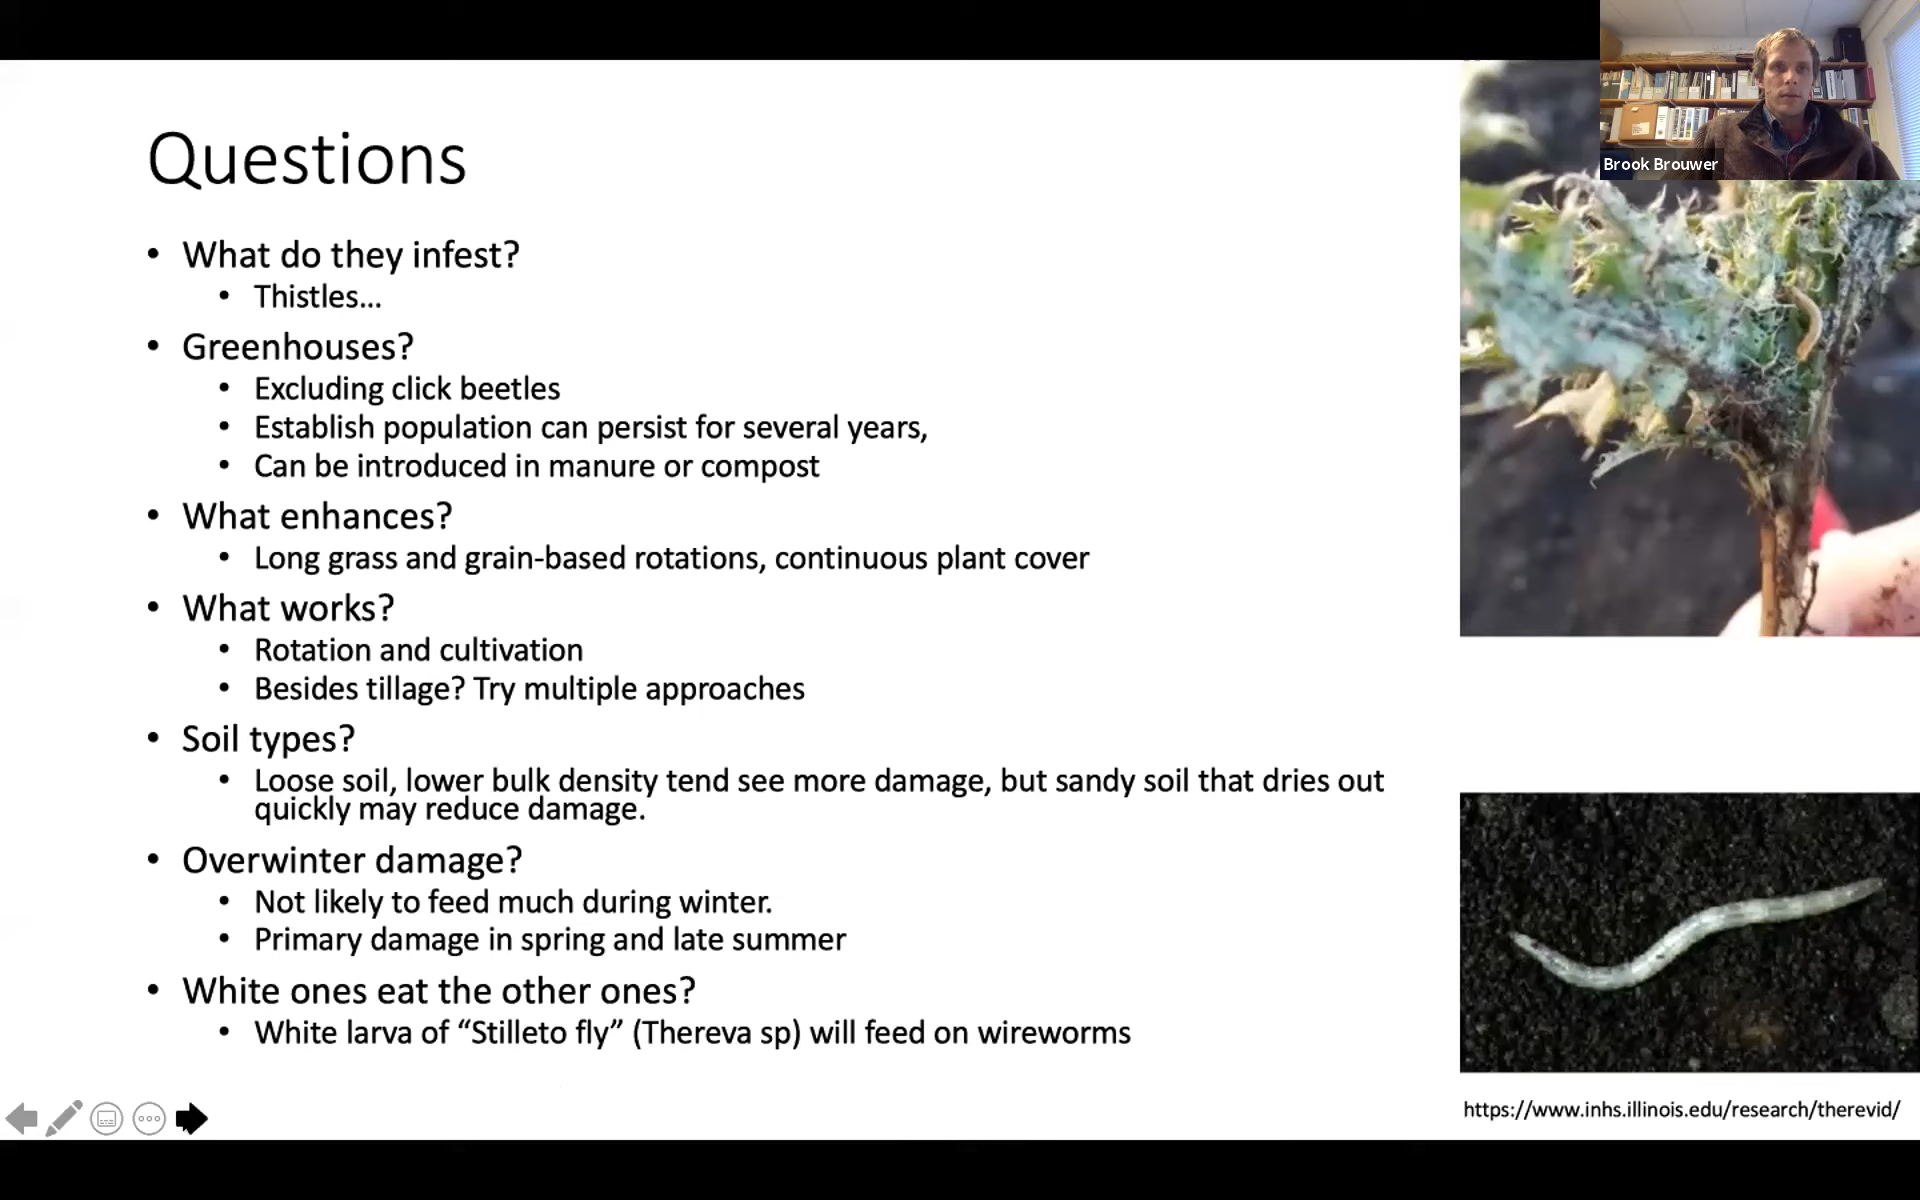 Brook Brouwer
Questions
• What do they infest?
• Thistles...
• Greenhouses?
• Excluding click beetles
• Establish population can persist for several years,
• Can be introduced in manure or compost
• What enhances?
• Long grass and grain-based rotations, continuous plant cover
• What works?
• Rotation and cultivation
• Besides tillage? Try multiple approaches
• Soil types?
• Loose soil, lower bulk density tend see more damage, but sandy soil that dries out
quickly may reduce damage.
• Overwinter damage?
• Not likely to feed much during winter.
• Primary damage in spring and late summer
• White ones eat the other ones?
• White larva of “Stilleto fly” (Thereva sp) will feed on wireworms
https://www.inhs.illinois.edu/research/therevid/